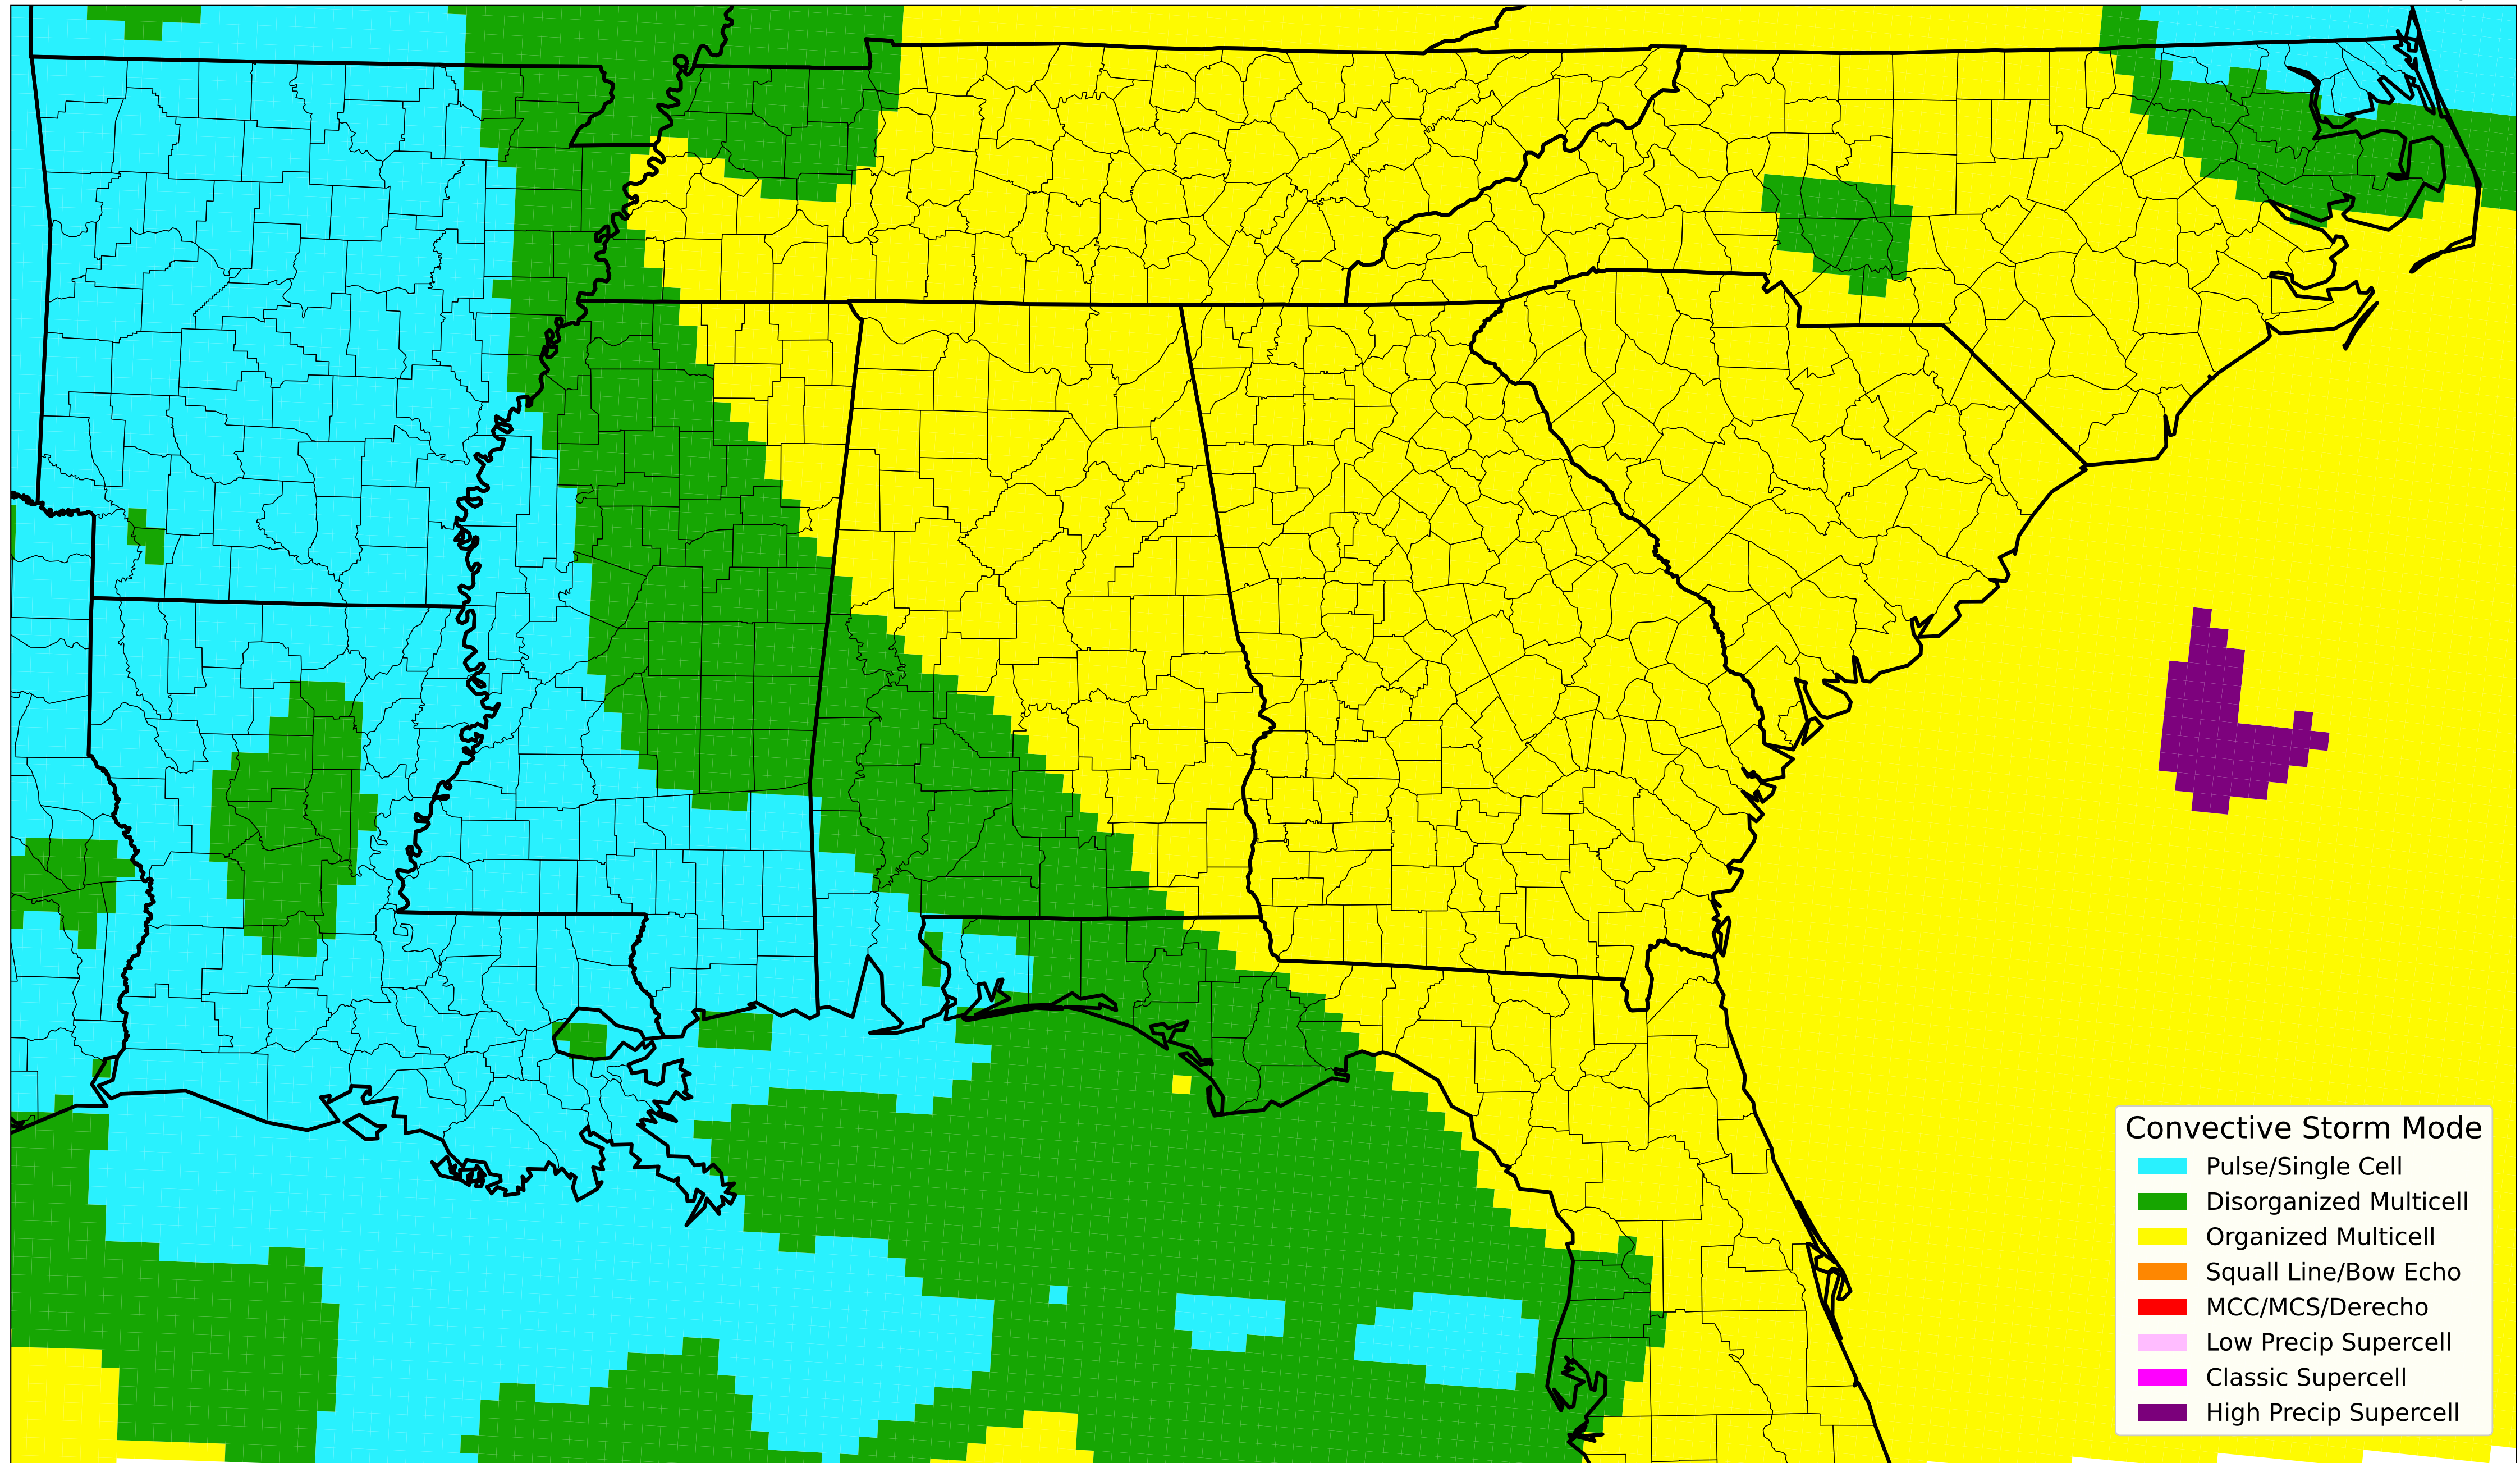 Convective Storm Mode
Pulse/Single Cell
Disorganized Multicell
Organized Multicell
Squall Line/Bow Echo
MCC/MCS/Derecho
Low Precip Supercell
Classic Supercell
High Precip Supercell